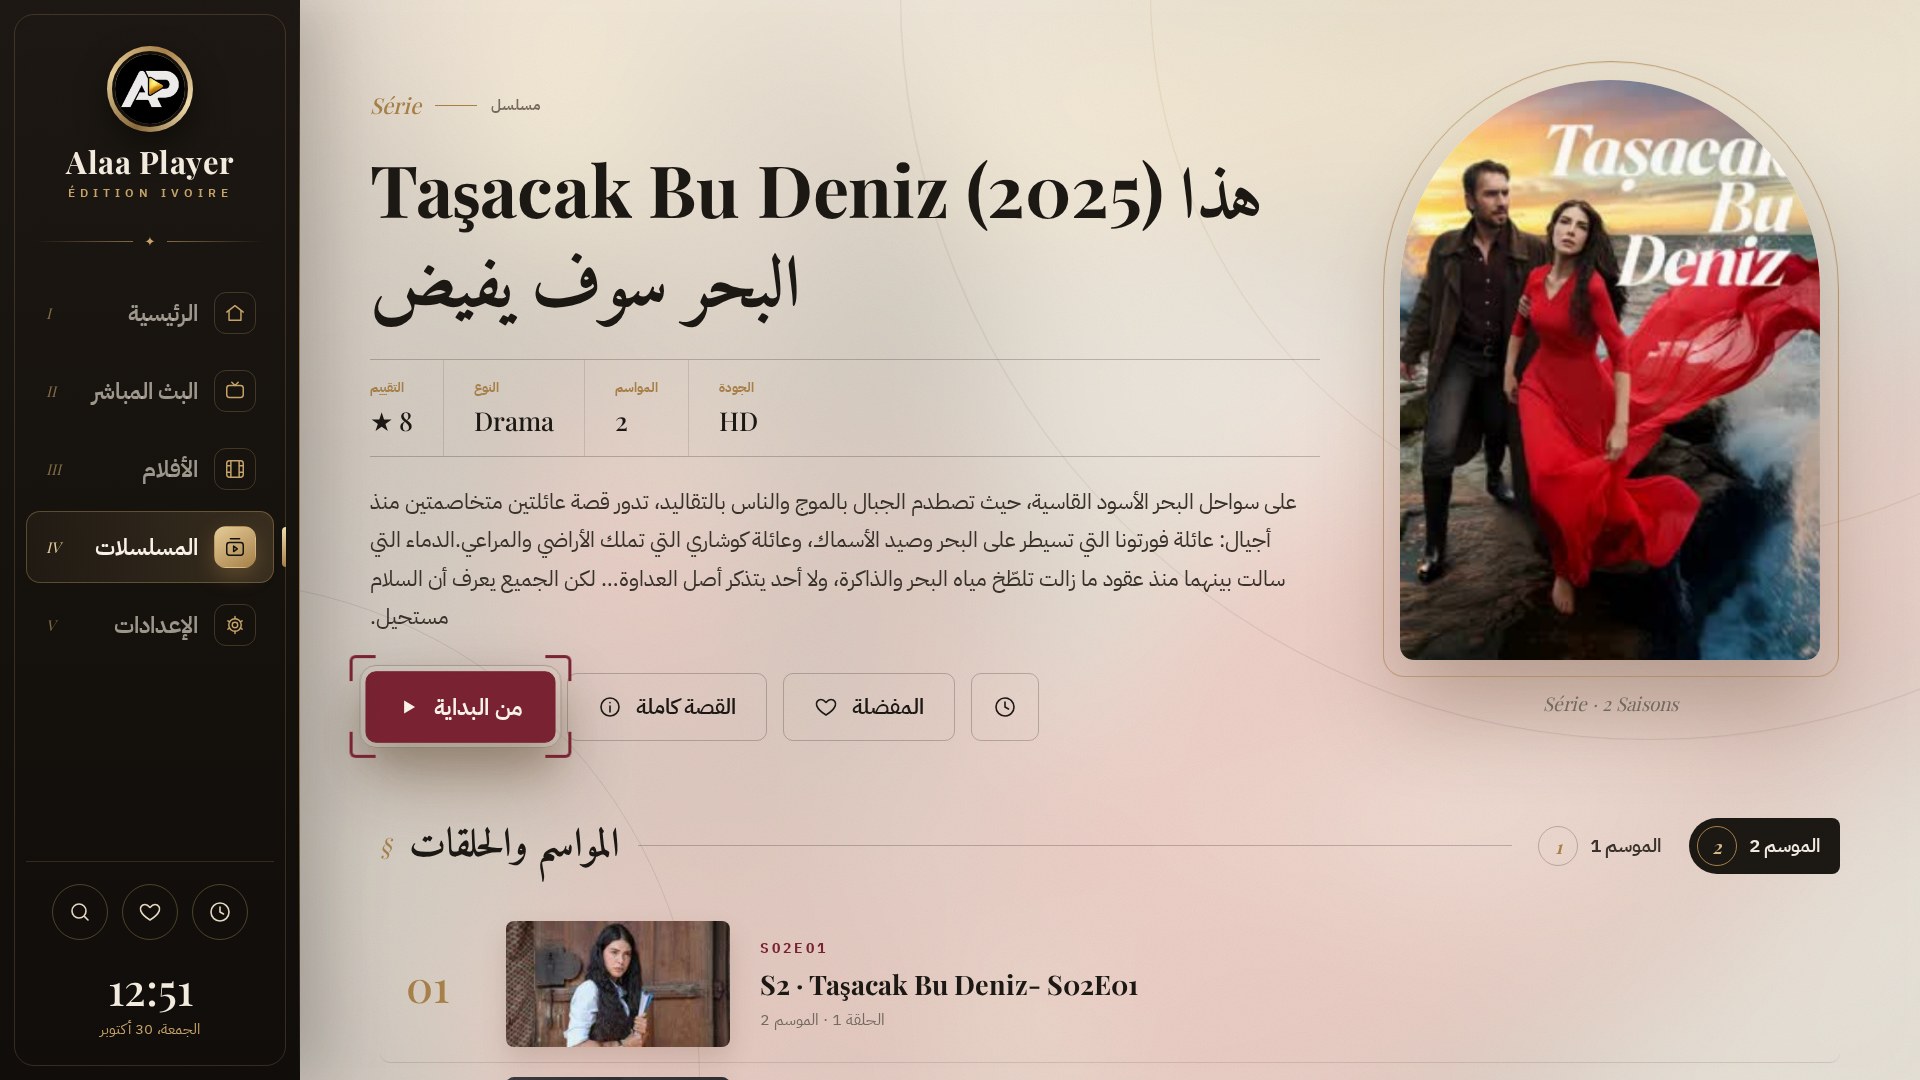 AP
Alaa Player
ÉDITION IVOIRE
الرئيسية I
البث المباشر II
الأفلام III
المسلسلات IV
الإعدادات V
12:51
الجمعة، 30 أكتوبر
Série — مسلسل
Taşacak Bu Deniz (2025) هذا
البحر سوف يفيض
التقييم
★ 8
النوع
Drama
المواسم
2
الجودة
HD
على سواحل البحر الأسود القاسية، حيث تصطدم الجبال بالموج والناس بالتقاليد، تدور قصة عائلتين متخاصمتين منذ
أجيال: عائلة فورتونا التي تسيطر على البحر وصيد الأسماك، وعائلة كوشاري التي تملك الأراضي والمراعي.الدماء التي
سالت بينهما منذ عقود ما زالت تلطّخ مياه البحر والذاكرة، ولا أحد يتذكر أصل العداوة... لكن الجميع يعرف أن السلام
مستحيل.
من البداية
القصة كاملة
المفضلة
Taşacak
Bu
Deniz
Série · 2 Saisons
§ المواسم والحلقات
1 الموسم 1
2 الموسم 2
01
S02E01
S2 · Taşacak Bu Deniz- S02E01
الحلقة 1 · الموسم 2